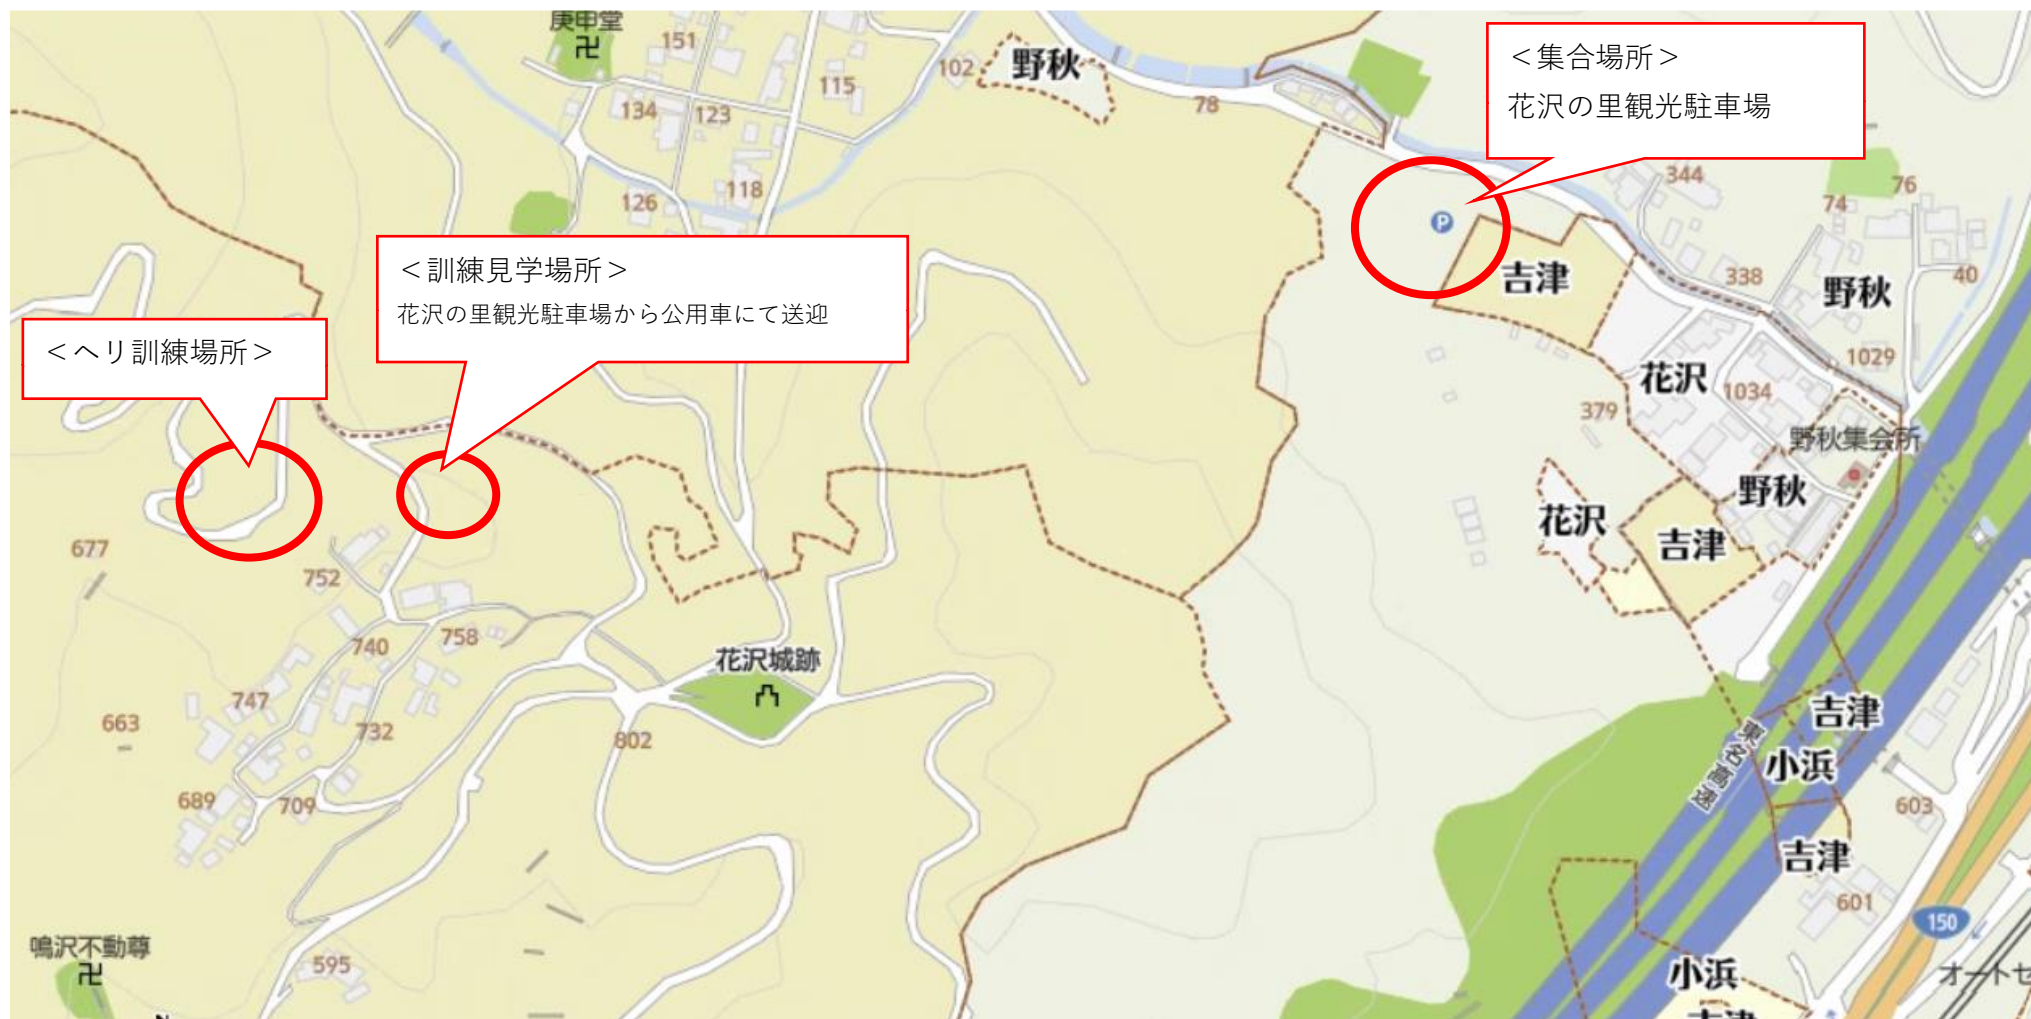 庚申堂
151
102
野秋
115
134
123
78
126
118
＜集合場所＞
花沢の里観光駐車場
344
76
74
P
吉津
338
野秋
40
＜訓練見学場所＞
花沢の里観光駐車場から公用車にて送迎
＜ヘリ訓練場所＞
花沢
1029
1034
379
野秋集会所
野秋
花沢
吉津
677
752
740
758
花沢城跡
747
663
732
802
吉津
東名高速
小浜
689
709
603
吉津
601
150
鳴沢不動尊
595
小浜
オートセ
吉津